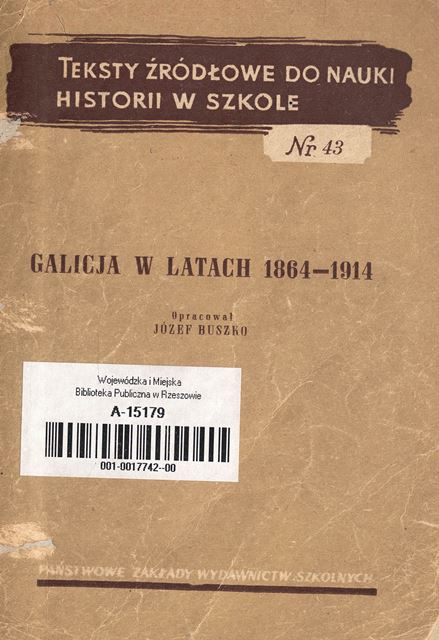 TEKSTY ŹRÓDŁOWE DO NAUKI
HISTORII W SZKOLE
Nr 43
GALICJA W LATACH 1864—1914
Opracował
JÓZEF BUSZKO
Wojewódzka i Miejska
Biblioteka Publiczna w Rzeszowie
A-15179
001-0017742--00
PAŃSTWOWE ZAKŁADY WYDAWNICTW SZKOLNYCH